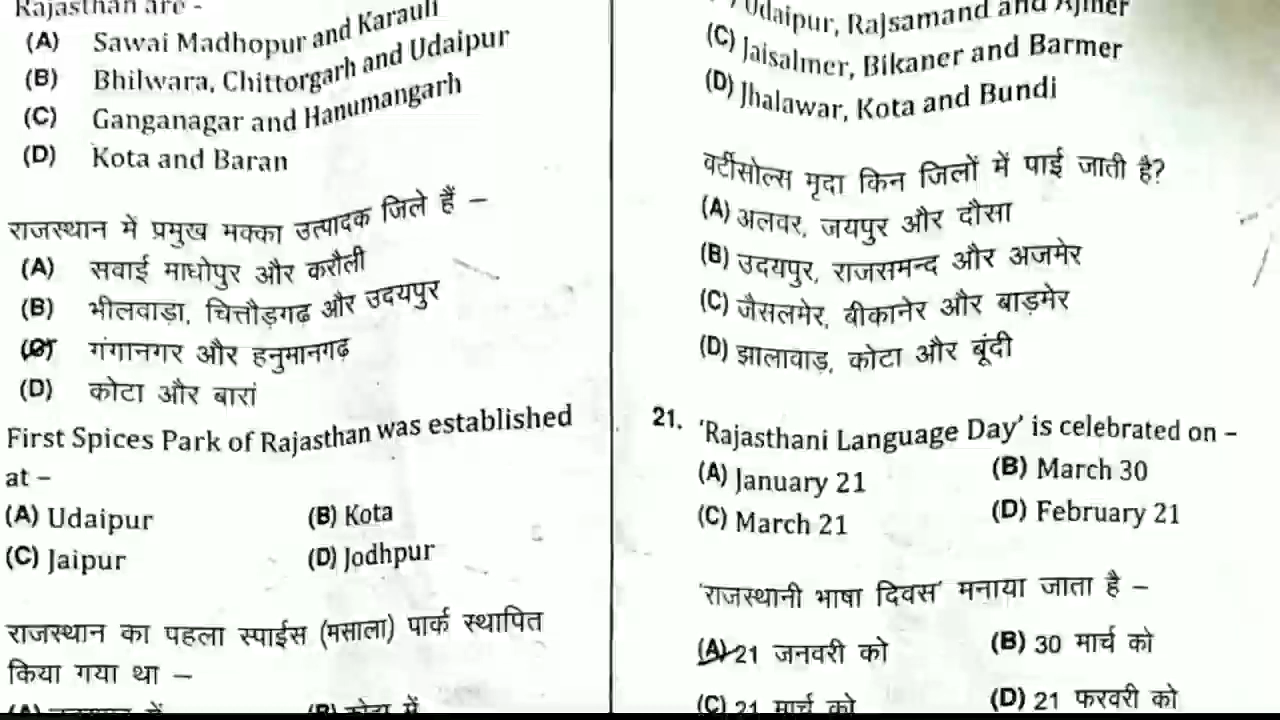 Rajasthan are -
(A) Sawai Madhopur and Karauli
(B) Bhilwara, Chittorgarh and Udaipur
(C) Ganganagar and Hanumangarh
(D) Kota and Baran
राजस्थान में प्रमुख मक्का उत्पादक जिले हैं –
(A) सवाई माधोपुर और करौली
(B) भीलवाड़ा, चित्तौड़गढ़ और उदयपुर
(C) गंगानगर और हनुमानगढ़
(D) कोटा और बारां
First Spices Park of Rajasthan was established
at –
(A) Udaipur (B) Kota
(C) Jaipur (D) Jodhpur
राजस्थान का पहला स्पाईस (मसाला) पार्क स्थापित
किया गया था –
(A) (B) कोटा में
Udaipur, Rajsamand and Ajmer
(C) Jaisalmer, Bikaner and Barmer
(D) Jhalawar, Kota and Bundi
वर्टीसोल्स मृदा किन जिलों में पाई जाती है?
(A) अलवर, जयपुर और दौसा
(B) उदयपुर, राजसमन्द और अजमेर
(C) जैसलमेर, बीकानेर और बाड़मेर
(D) झालावाड़, कोटा और बूंदी
21. 'Rajasthani Language Day' is celebrated on –
(A) January 21 (B) March 30
(C) March 21 (D) February 21
'राजस्थानी भाषा दिवस' मनाया जाता है –
(A) 21 जनवरी को (B) 30 मार्च को
(C) 21 मार्च को (D) 21 फरवरी को